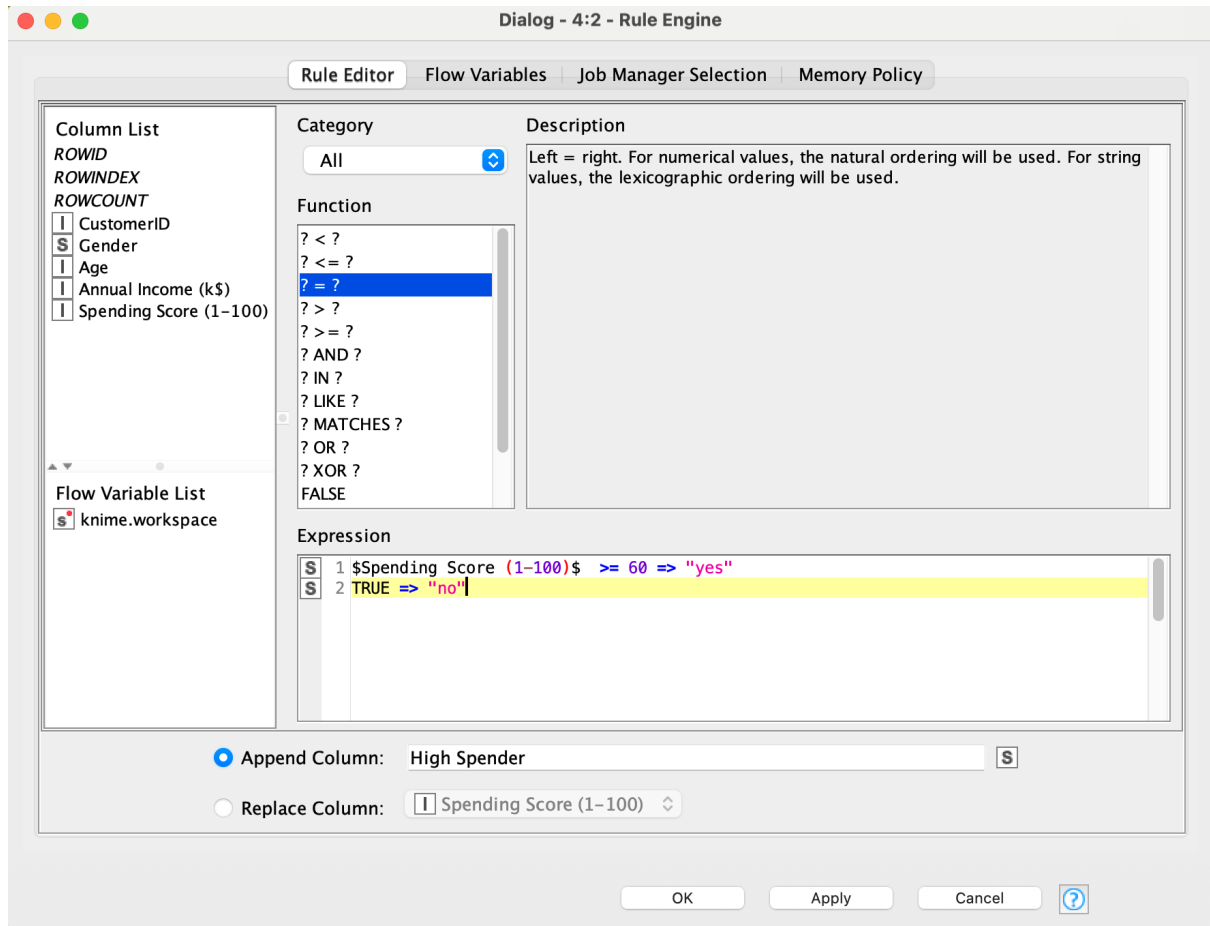 Dialog - 4:2 - Rule Engine
Rule Editor
Flow Variables
Job Manager Selection
Memory Policy
Column List
ROWID
ROWINDEX
ROWCOUNT
I CustomerID
S Gender
I Age
I Annual Income (k$)
I Spending Score (1-100)
Flow Variable List
s knime.workspace
Category
All
Function
? < ?
? <= ?
? = ?
? > ?
? >= ?
? AND ?
? IN ?
? LIKE ?
? MATCHES ?
? OR ?
? XOR ?
FALSE
Description
Left = right. For numerical values, the natural ordering will be used. For string
values, the lexicographic ordering will be used.
Expression
S 1 $Spending Score (1-100)$  >= 60 => "yes"
S 2 TRUE => "no"
Append Column: High Spender S
Replace Column: I Spending Score (1-100)
OK
Apply
Cancel
?